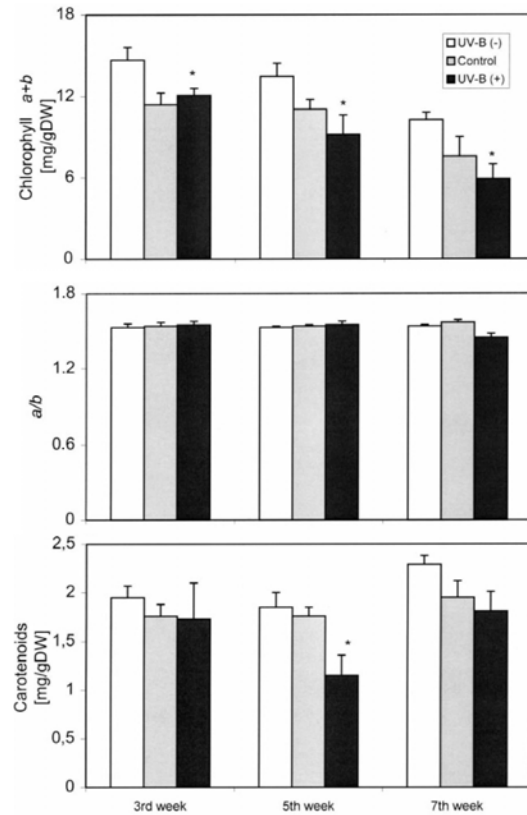 18
12
6
0
Chlorophyll a+b
[mg/gDW]
UV-B (-)
Control
UV-B (+)
*
*
*
1.8
1.2
0.6
0
a/b
2,5
2
1,5
1
0,5
0
Carotenoids
[mg/gDW]
*
3rd week
5th week
7th week